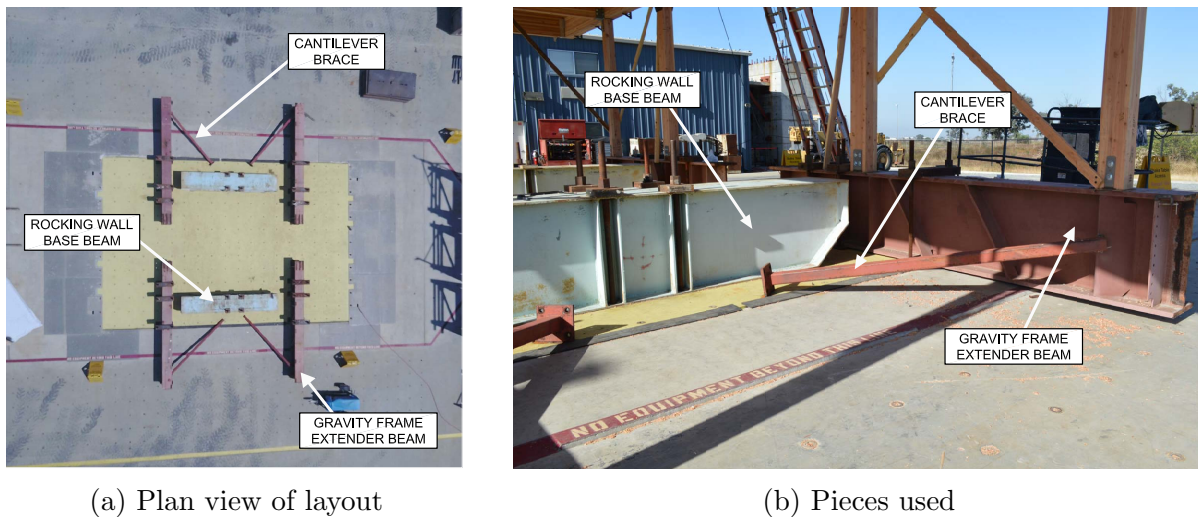 CANTILEVER
BRACE
ROCKING WALL
BASE BEAM
GRAVITY FRAME
EXTENDER BEAM
(a) Plan view of layout
ROCKING WALL
BASE BEAM
CANTILEVER
BRACE
GRAVITY FRAME
EXTENDER BEAM
NO EQUIPMENT BEYOND THIS
(b) Pieces used